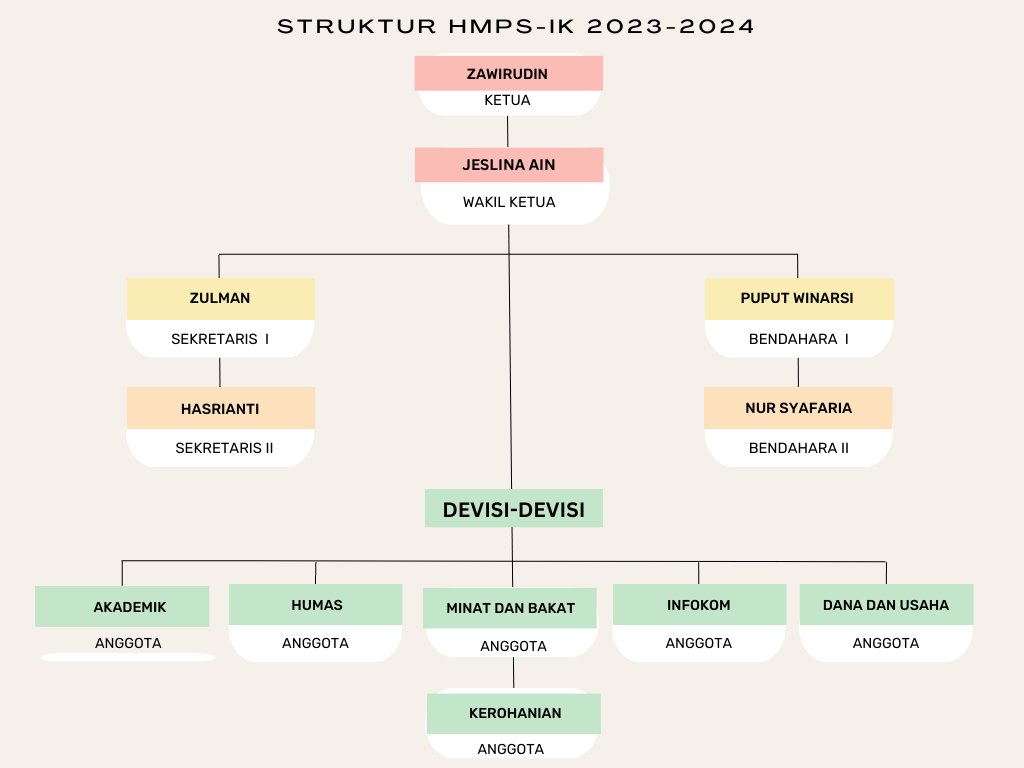 STRUKTUR HMPS-IK 2023-2024
ZAWIRUDIN
KETUA
JESLINA AIN
WAKIL KETUA
ZULMAN
SEKRETARIS I
PUPUT WINARSI
BENDAHARA I
HASRIANTI
SEKRETARIS II
NUR SYAFARIA
BENDAHARA II
DEVISI-DEVISI
AKADEMIK
ANGGOTA
HUMAS
ANGGOTA
MINAT DAN BAKAT
ANGGOTA
INFOKOM
ANGGOTA
DANA DAN USAHA
ANGGOTA
KEROHANIAN
ANGGOTA